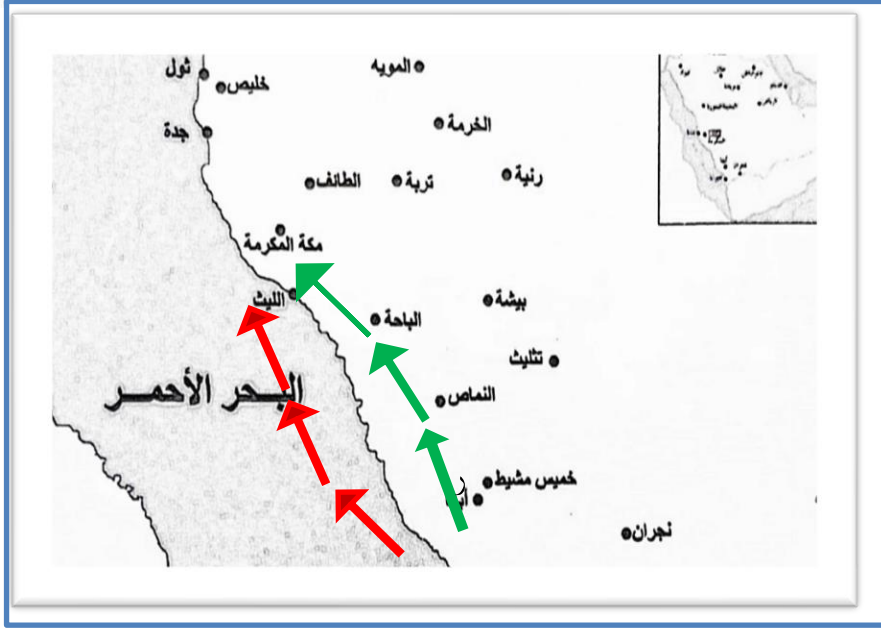 ثول
المويه
خليص
الخرمة
جدة
رنية
تربة
الطائف
مكة المكرمة
الليث
بيشة
الباحة
تثليث
البحر الأحمر
النماص
خميس مشيط
نجران